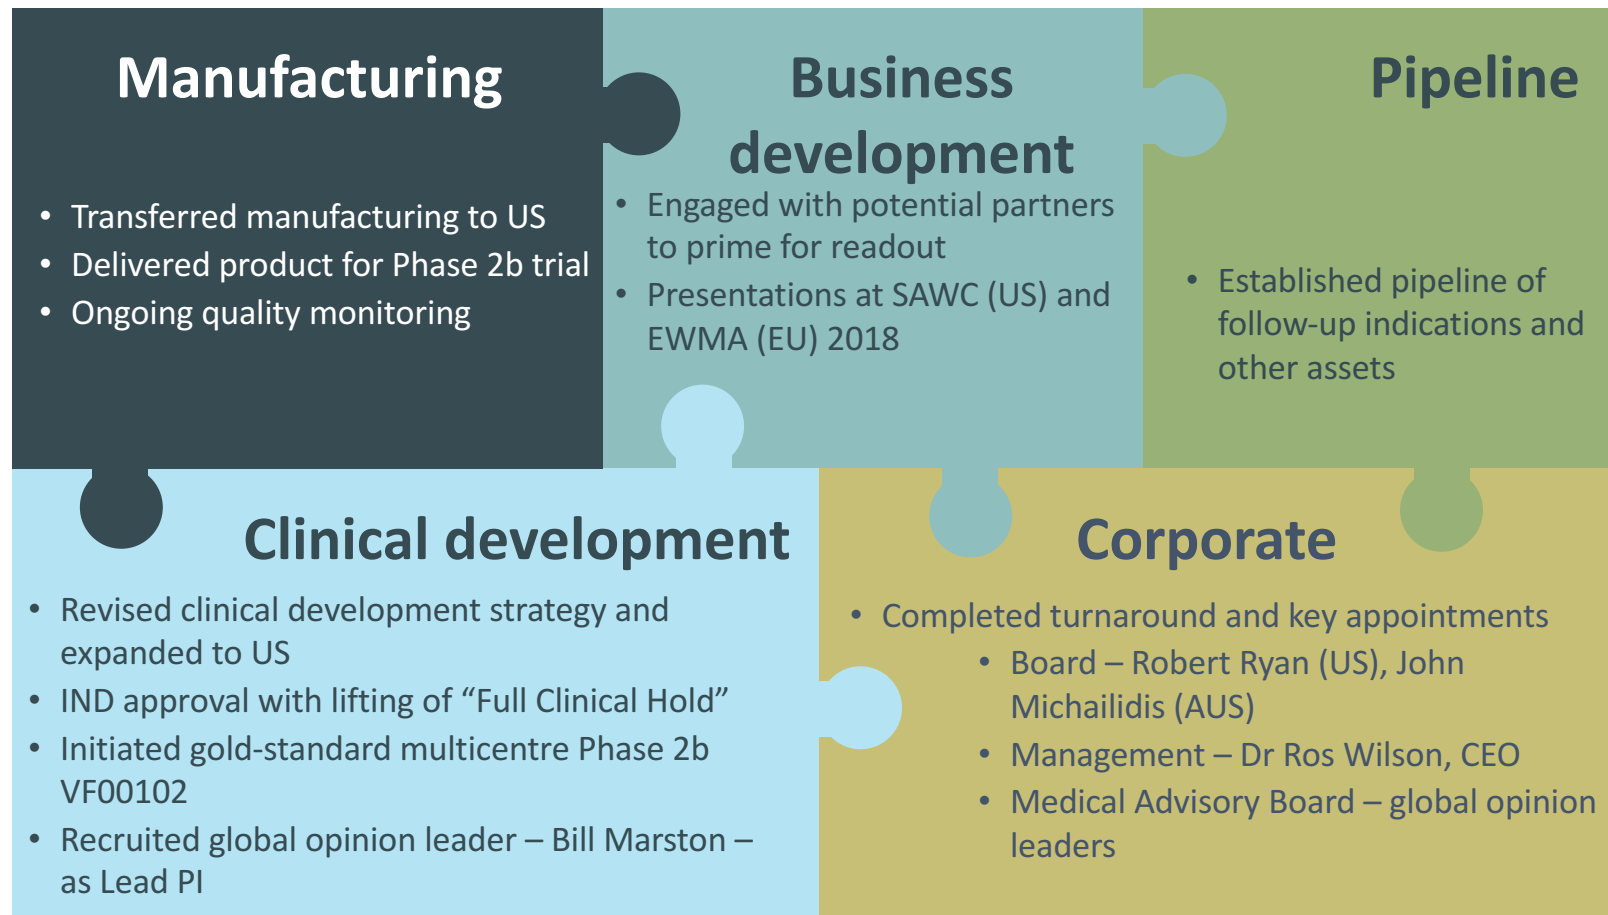 Manufacturing
• Transferred manufacturing to US
• Delivered product for Phase 2b trial
• Ongoing quality monitoring
Business
development
• Engaged with potential partners
to prime for readout
• Presentations at SAWC (US) and
EWMA (EU) 2018
Pipeline
• Established pipeline of
follow-up indications and
other assets
Clinical development
• Revised clinical development strategy and
expanded to US
• IND approval with lifting of “Full Clinical Hold”
• Initiated gold-standard multicentre Phase 2b
VF00102
• Recruited global opinion leader – Bill Marston –
as Lead PI
Corporate
• Completed turnaround and key appointments
• Board – Robert Ryan (US), John
Michailidis (AUS)
• Management – Dr Ros Wilson, CEO
• Medical Advisory Board – global opinion
leaders